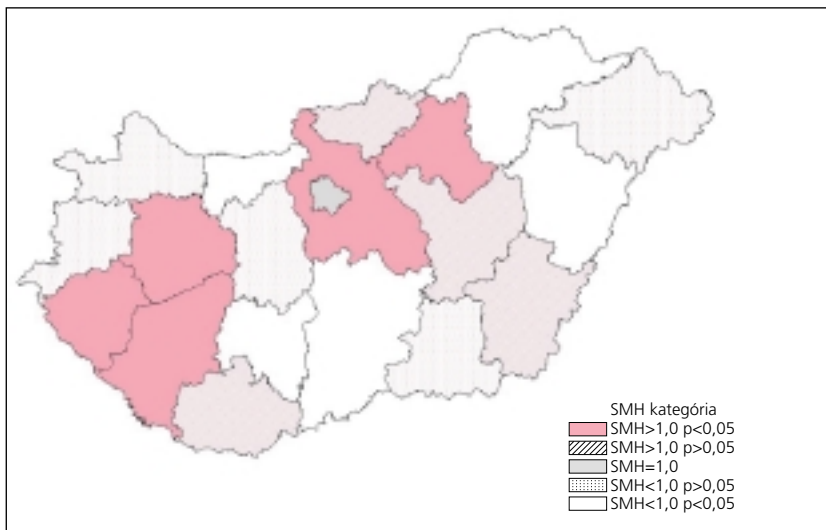 SMH kategória
SMH>1,0 p<0,05
SMH>1,0 p>0,05
SMH=1,0
SMH<1,0 p>0,05
SMH<1,0 p<0,05